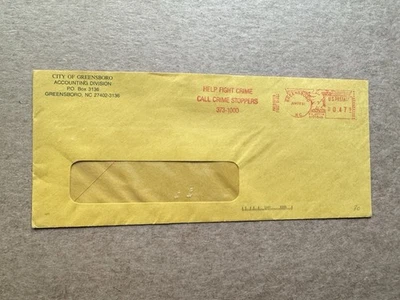 CITY OF GREENSBORO
ACCOUNTING DIVISION
P.O. Box 3136
GREENSBORO, NC 27402-3136
HELP FIGHT CRIME
CALL CRIME STOPPERS
373-1000